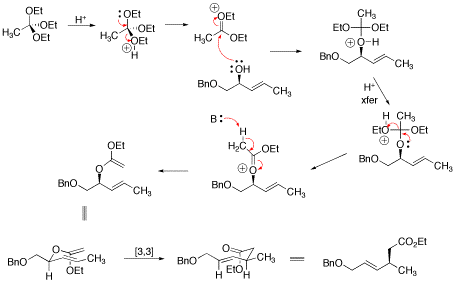 OEt OEt H₃C OEt
H⁺
OEt OEt H₃C OEt H ⊕
⊕ OEt H₃C OEt
OH BnO CH₃
CH₃ EtO OEt ⊕ O-H BnO CH₃
H⁺
xfer
H CH₃ EtO OEt ⊕ O BnO CH₃
B: H H₂C OEt ⊕ O BnO CH₃
OEt O BnO CH₃
BnO O H OEt CH₃
[3,3]
BnO O CH₃ EtO H H
CO₂Et BnO CH₃